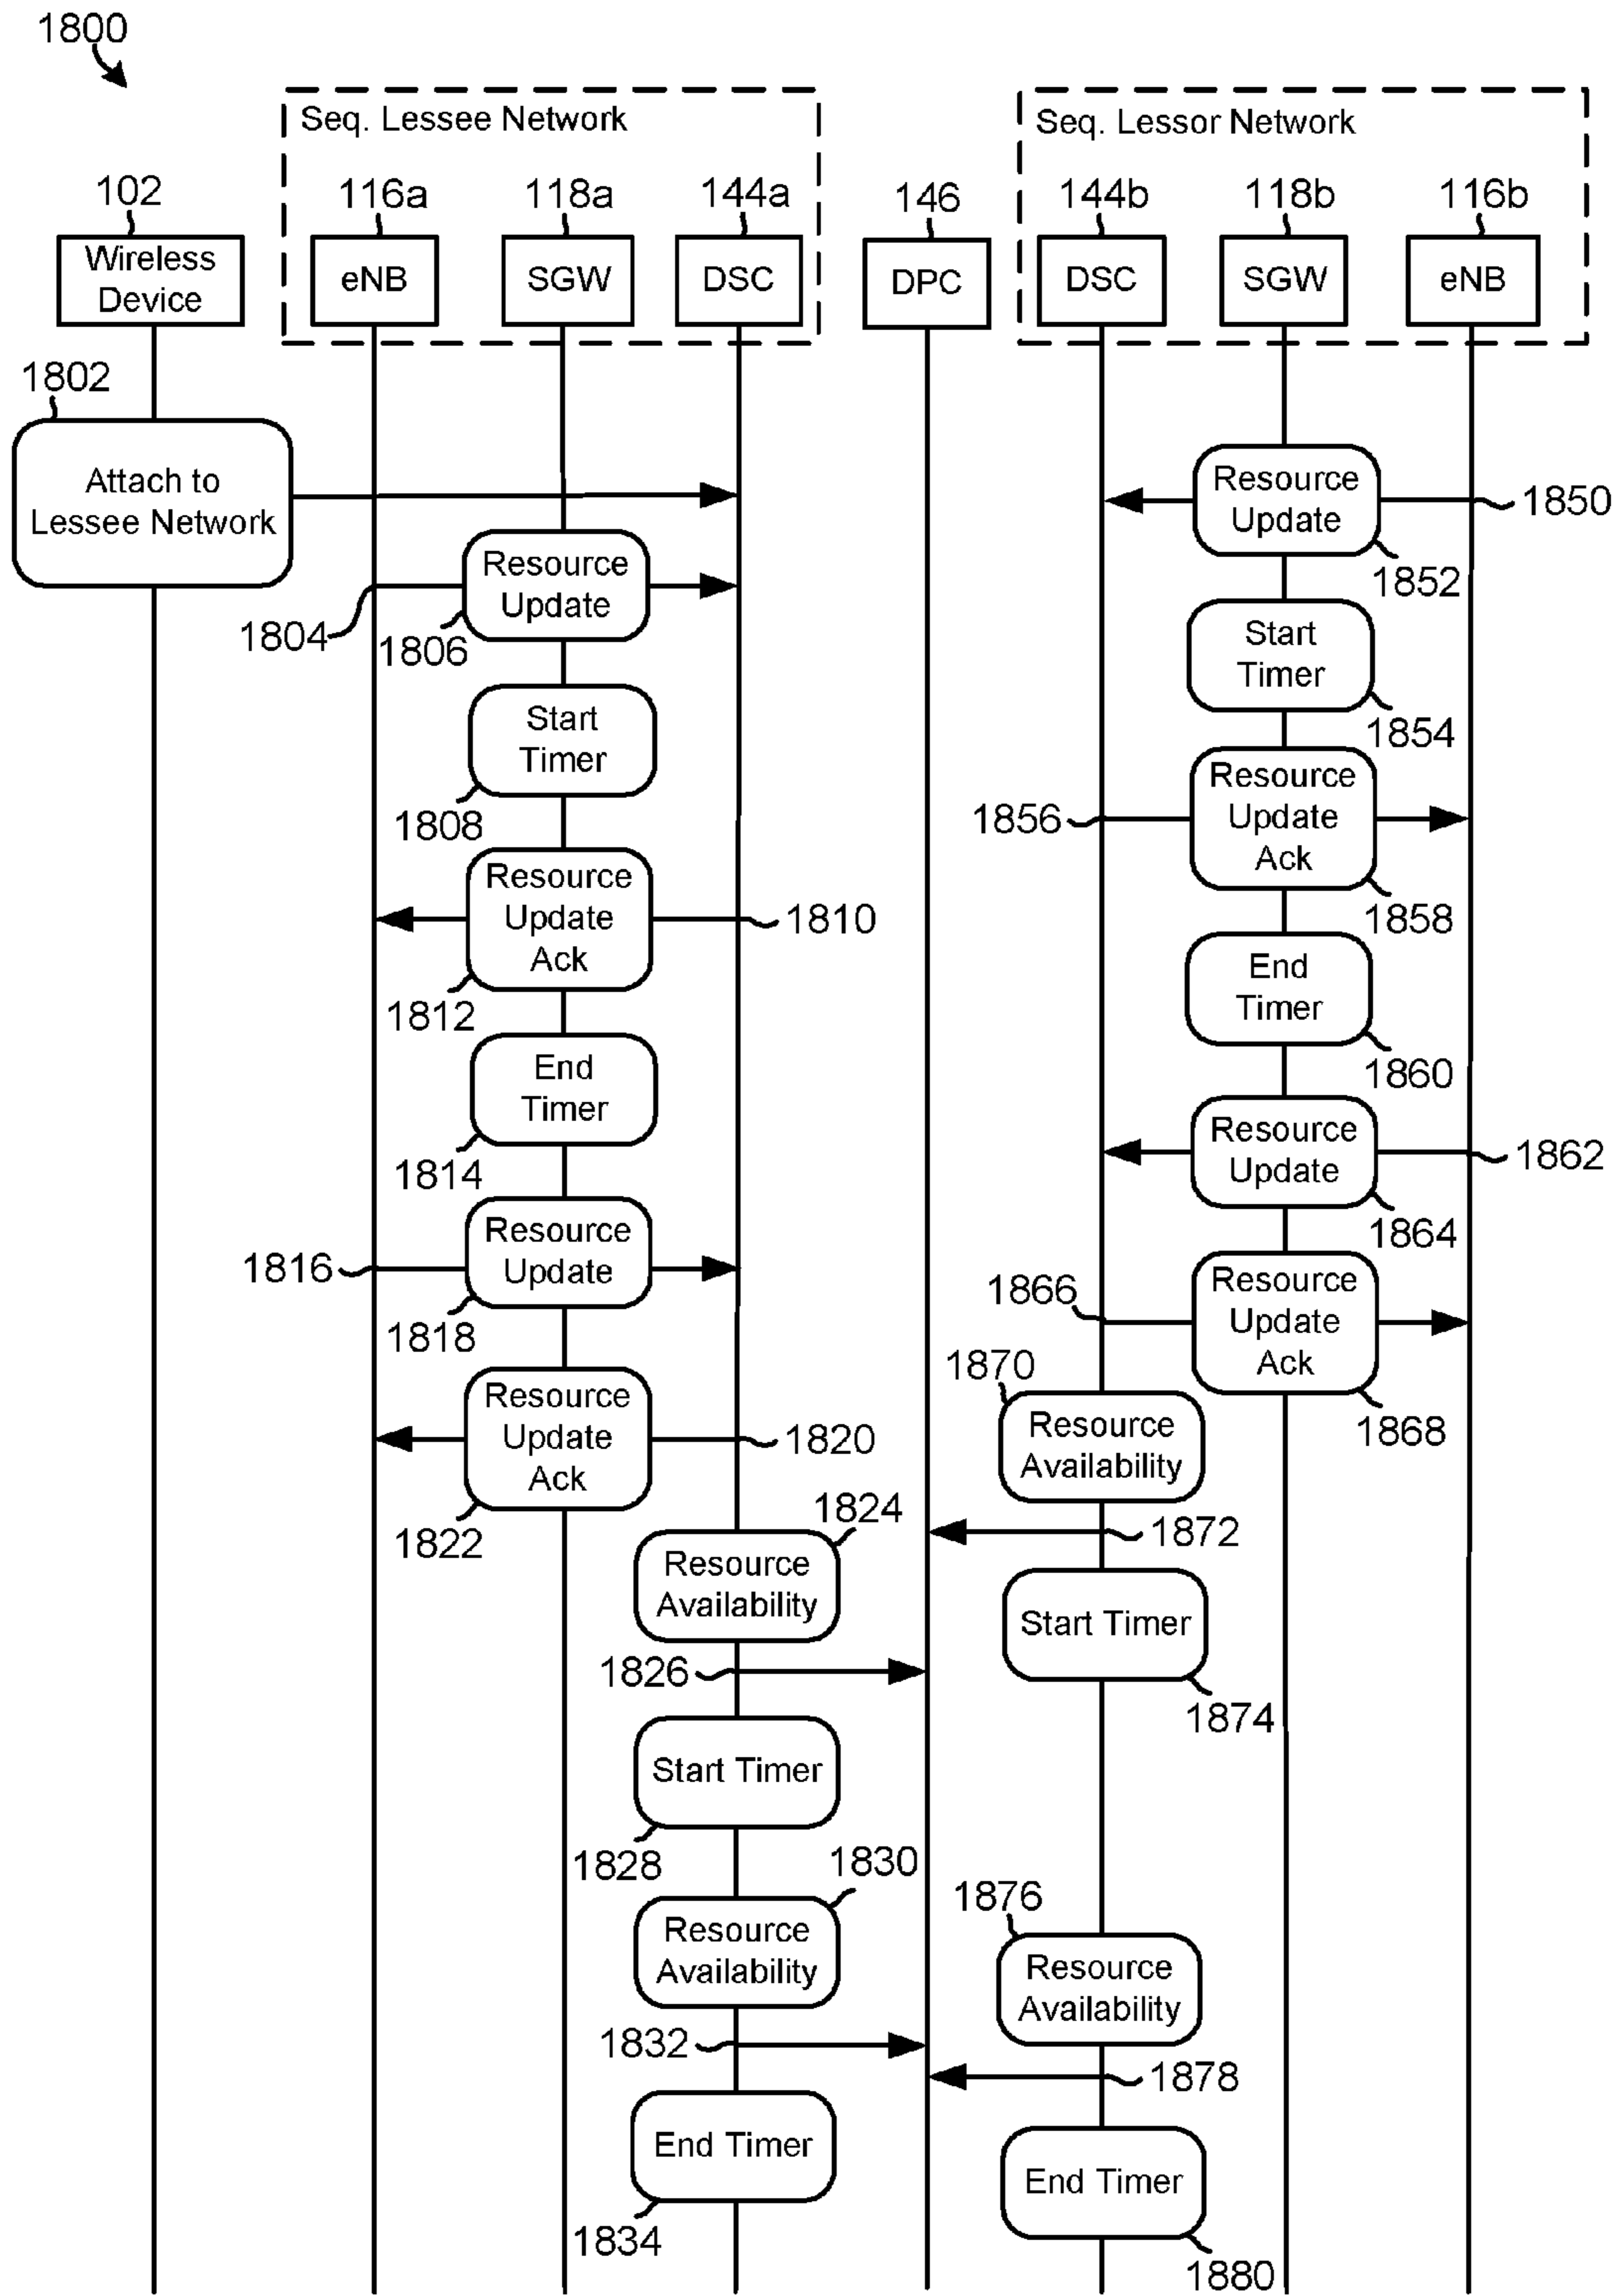 1800
Seq. Lessee Network
Seq. Lessor Network
102
116a
118a
144a
146
144b
118b
116b
Wireless
Device
eNB
SGW
DSC
DPC
DSC
SGW
eNB
1802
Attach to
Lessee Network
Resource
Update
1850
1852
Resource
Update
1804
1806
Start
Timer
1854
Start
Timer
1808
Resource
Update
Ack
1856
1858
Resource
Update
Ack
1810
1812
End
Timer
1860
End
Timer
1814
Resource
Update
1862
1864
Resource
Update
1816
1818
Resource
Update
Ack
1866
1868
Resource
Update
Ack
1820
1822
1870
Resource
Availability
1872
1824
Resource
Availability
1826
Start Timer
1874
Start Timer
1828
1830
Resource
Availability
1832
1876
Resource
Availability
1878
End Timer
1834
End Timer
1880